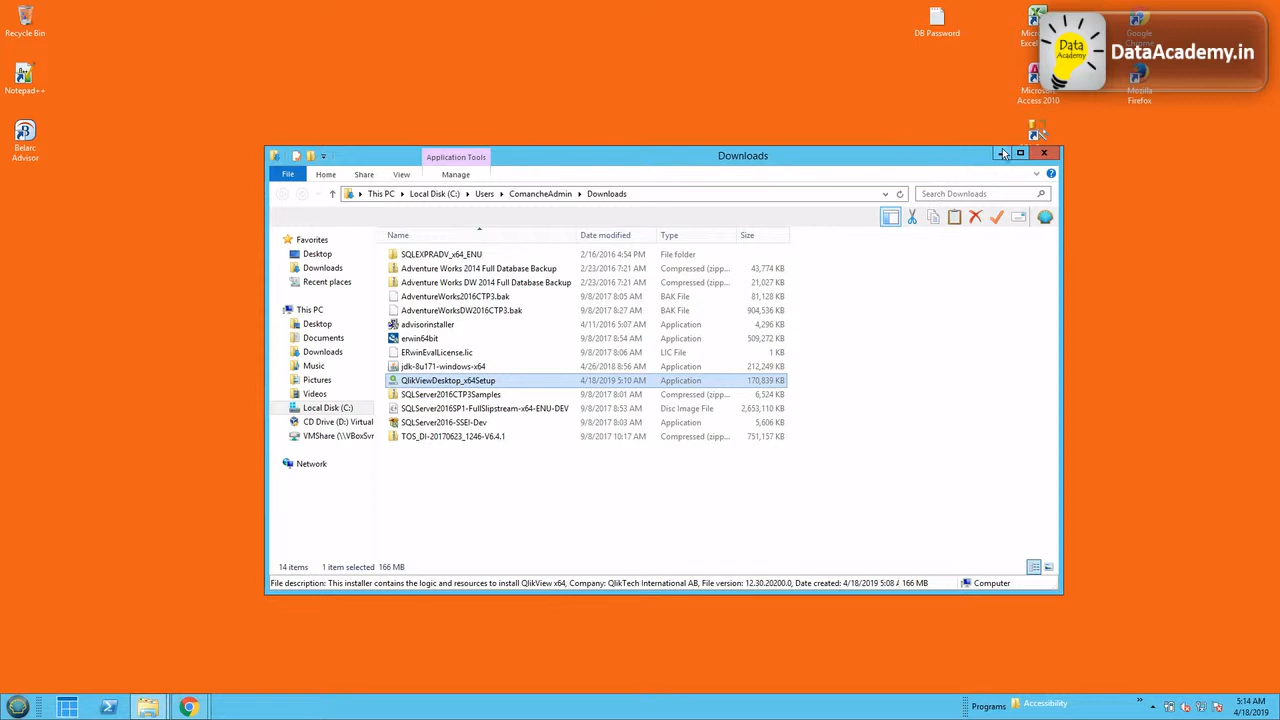 Recycle Bin
Notepad++
Belarc
Advisor
DB Password
Access 2010
Google
Mozilla
Firefox
Data
Academy
DataAcademy.in
Application Tools
Downloads
File
Home
Share
View
Manage
This PC
Local Disk (C:)
Users
ComancheAdmin
Downloads
Search Downloads
Favorites
Desktop
Downloads
Recent places
This PC
Desktop
Documents
Downloads
Music
Pictures
Videos
Local Disk (C:)
CD Drive (D:) Virtual
VMShare (\\VBoxSvr
Network
Name Date modified Type Size
SQLEXPRADV_x64_ENU 2/16/2016 4:54 PM File folder
Adventure Works 2014 Full Database Backup 2/23/2016 7:21 AM Compressed (zipp... 43,774 KB
Adventure Works DW 2014 Full Database Backup 2/23/2016 7:21 AM Compressed (zipp... 21,027 KB
AdventureWorks2016CTP3.bak 9/8/2017 8:05 AM BAK File 81,128 KB
AdventureWorksDW2016CTP3.bak 9/8/2017 8:27 AM BAK File 904,536 KB
advisorinstaller 4/11/2016 5:07 AM Application 4,296 KB
erwin64bit 9/8/2017 8:54 AM Application 509,272 KB
ERwinEvalLicense.lic 9/8/2017 8:06 AM LIC File 1 KB
jdk-8u171-windows-x64 4/26/2018 8:56 AM Application 212,249 KB
QlikViewDesktop_x64Setup 4/18/2019 5:10 AM Application 170,839 KB
SQLServer2016CTP3Samples 9/8/2017 8:01 AM Compressed (zipp... 6,524 KB
SQLServer2016SP1-FullSlipstream-x64-ENU-DEV 9/8/2017 8:53 AM Disc Image File 2,653,110 KB
SQLServer2016-SSEI-Dev 9/8/2017 8:03 AM Application 5,606 KB
TOS_DI-20170623_1246-V6.4.1 9/8/2017 10:17 AM Compressed (zipp... 751,157 KB
14 items 1 item selected 166 MB
File description: This installer contains the logic and resources to install QlikView x64, Company: QlikTech International AB, File version: 12.30.20200.0, Date created: 4/18/2019 5:08 A 166 MB
Computer
Programs
Accessibility
5:14 AM
4/18/2019